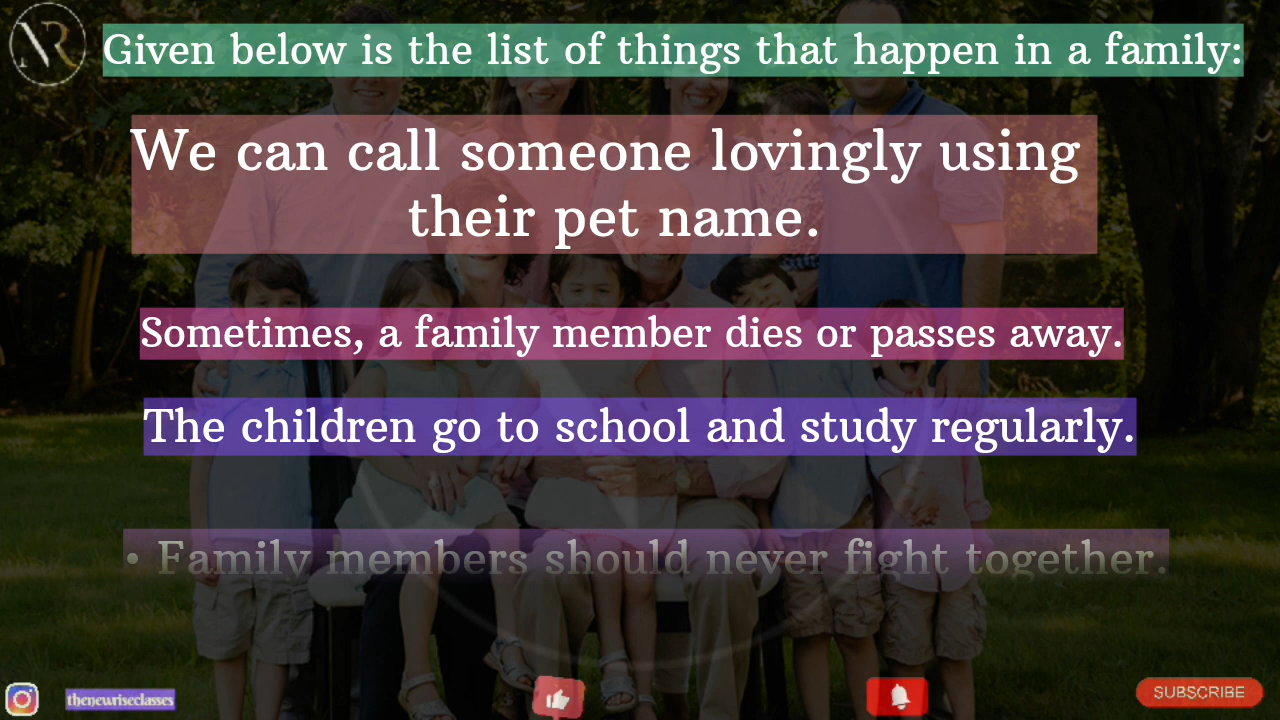 NR
Given below is the list of things that happen in a family:
We can call someone lovingly using
their pet name.
Sometimes, a family member dies or passes away.
The children go to school and study regularly.
• Family members should never fight together.
thenewriseclasses
SUBSCRIBE